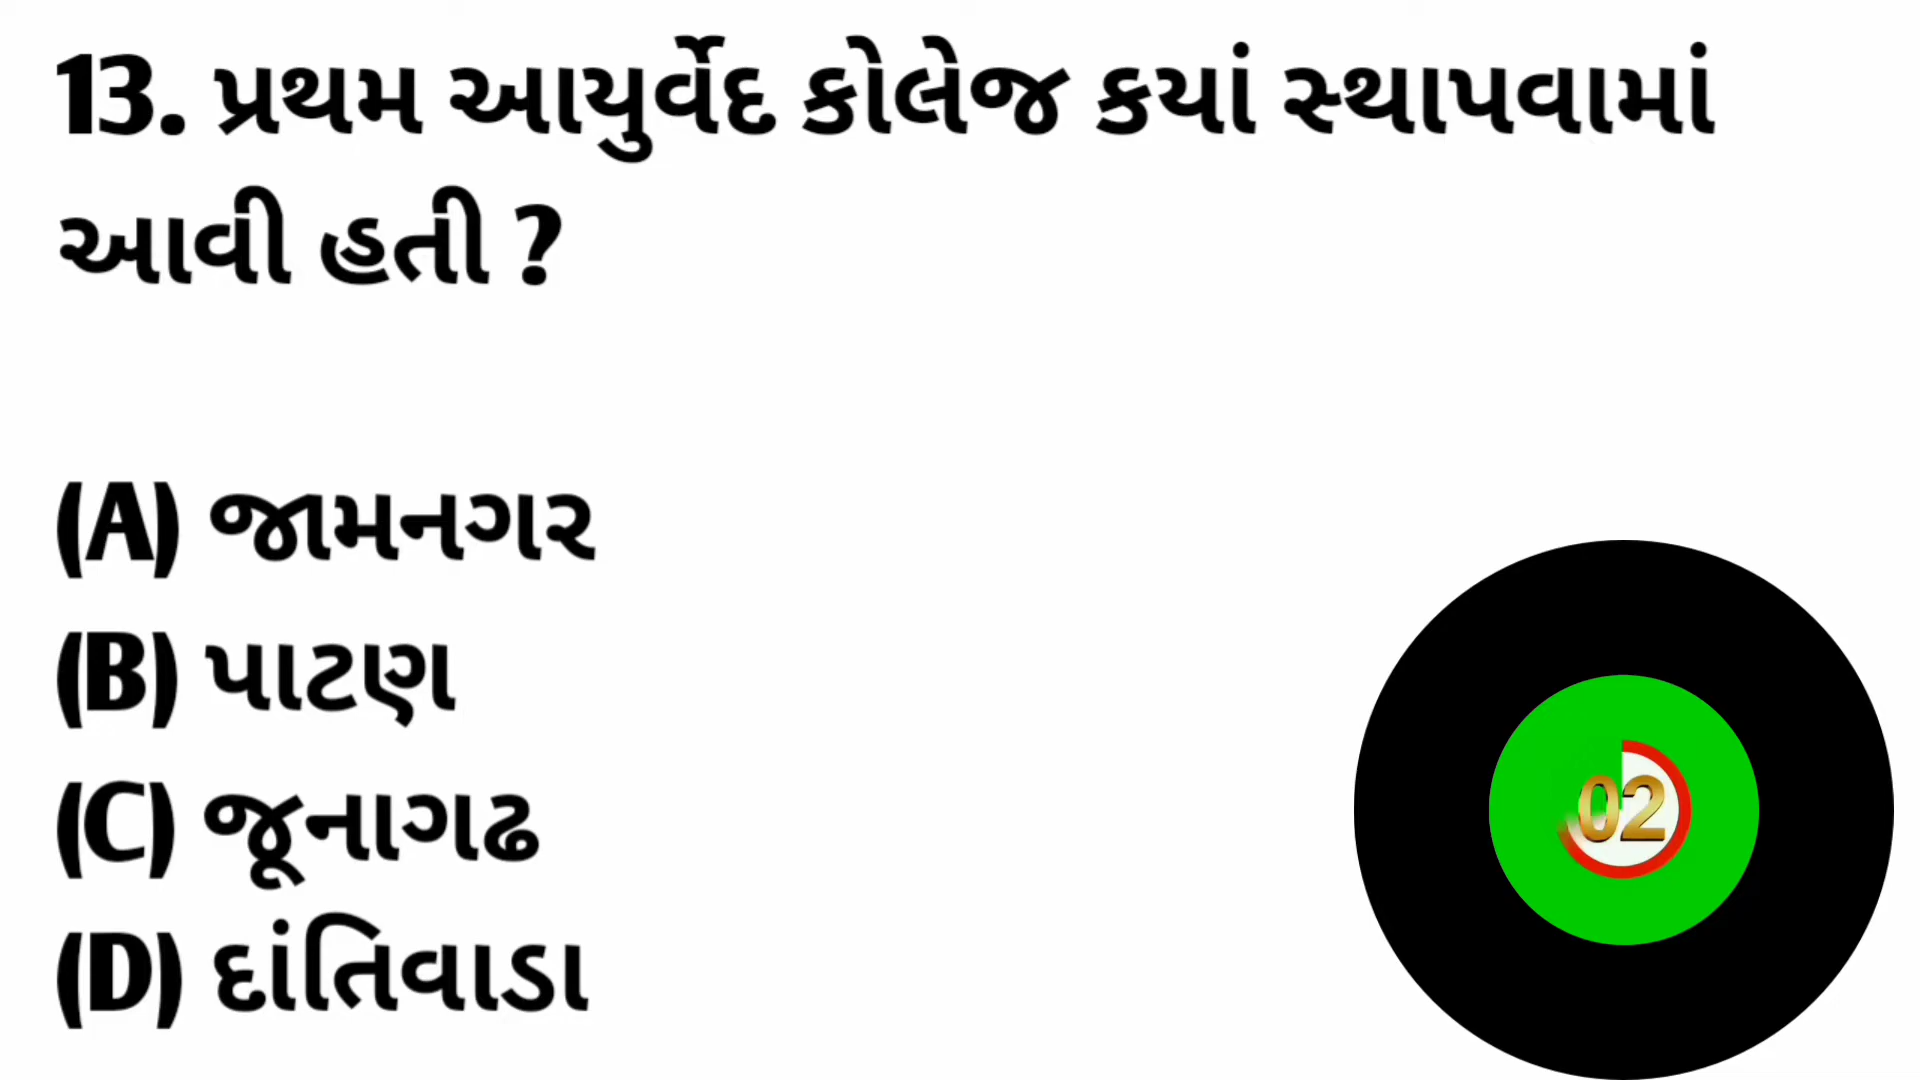 13. પ્રથમ આયુર્વેદ કોલેજ કયાં સ્થાપવામાં
આવી હતી ?
(A) જામનગર
(B) પાટણ
(C) જૂનાગઢ
(D) દાંતિવાડા
02